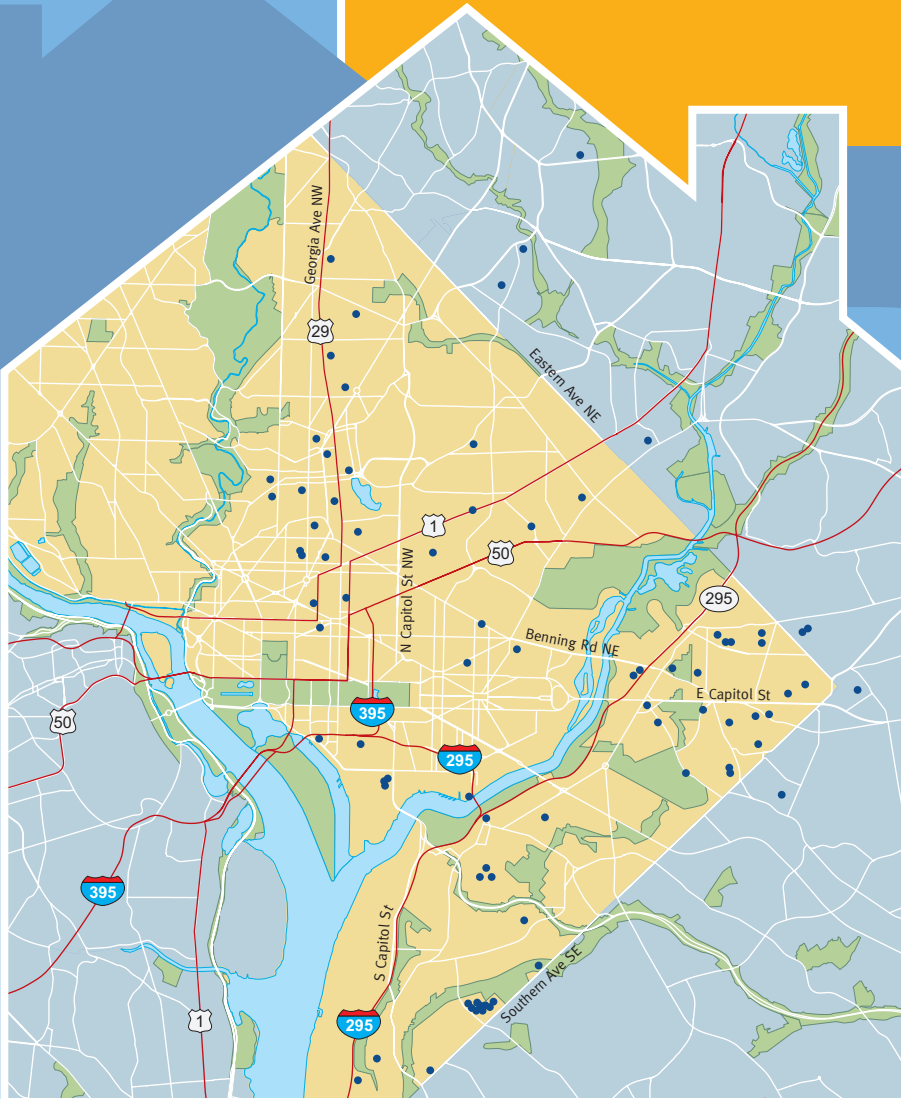 Georgia Ave NW
29
Eastern Ave NE
1
50
N Capitol St NW
295
Benning Rd NE
E Capitol St
50
395
295
395
S Capitol St
Southern Ave SE
1
295